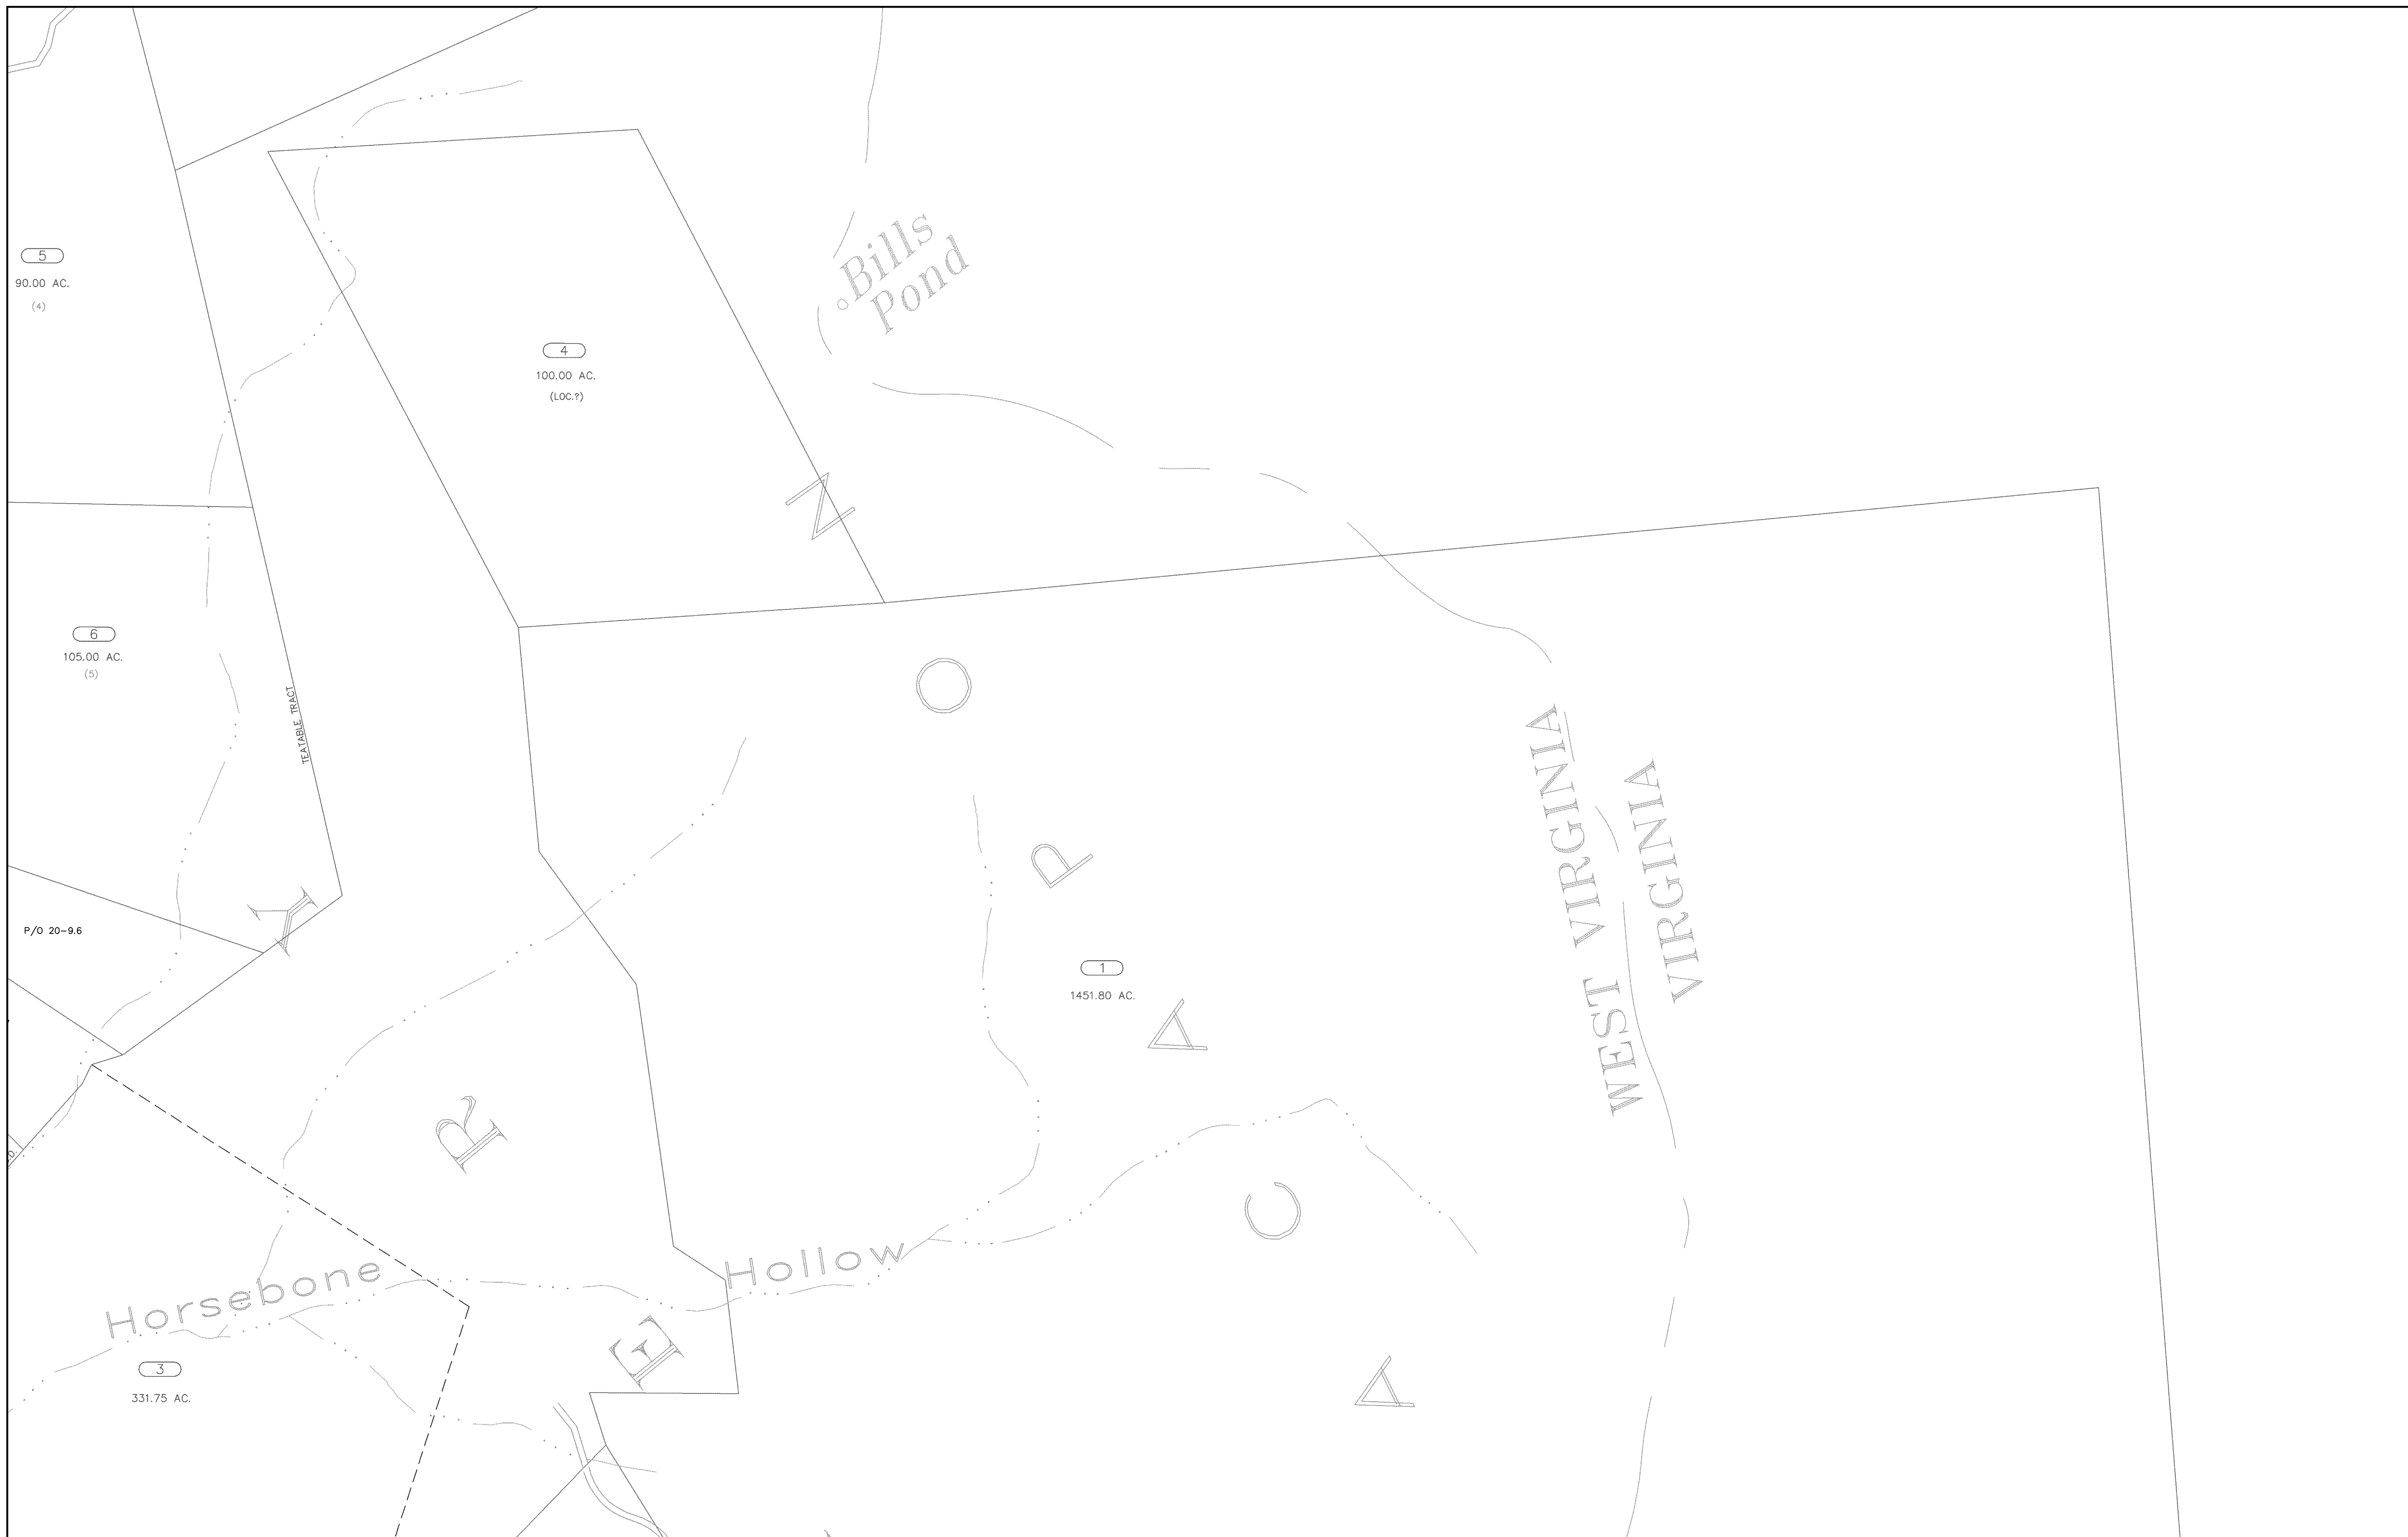 5
90.00 AC.
(4)
.Bills
Pond
4
100.00 AC.
(LOC.?)
N
O
P
A
C
A
6
105.00 AC.
(5)
TEATABLE TRACT
WEST VIRGINIA
VIRGINIA
Y
R
E
P/O 20-9.6
1
1451.80 AC.
Horsebone Hollow
3
331.75 AC.